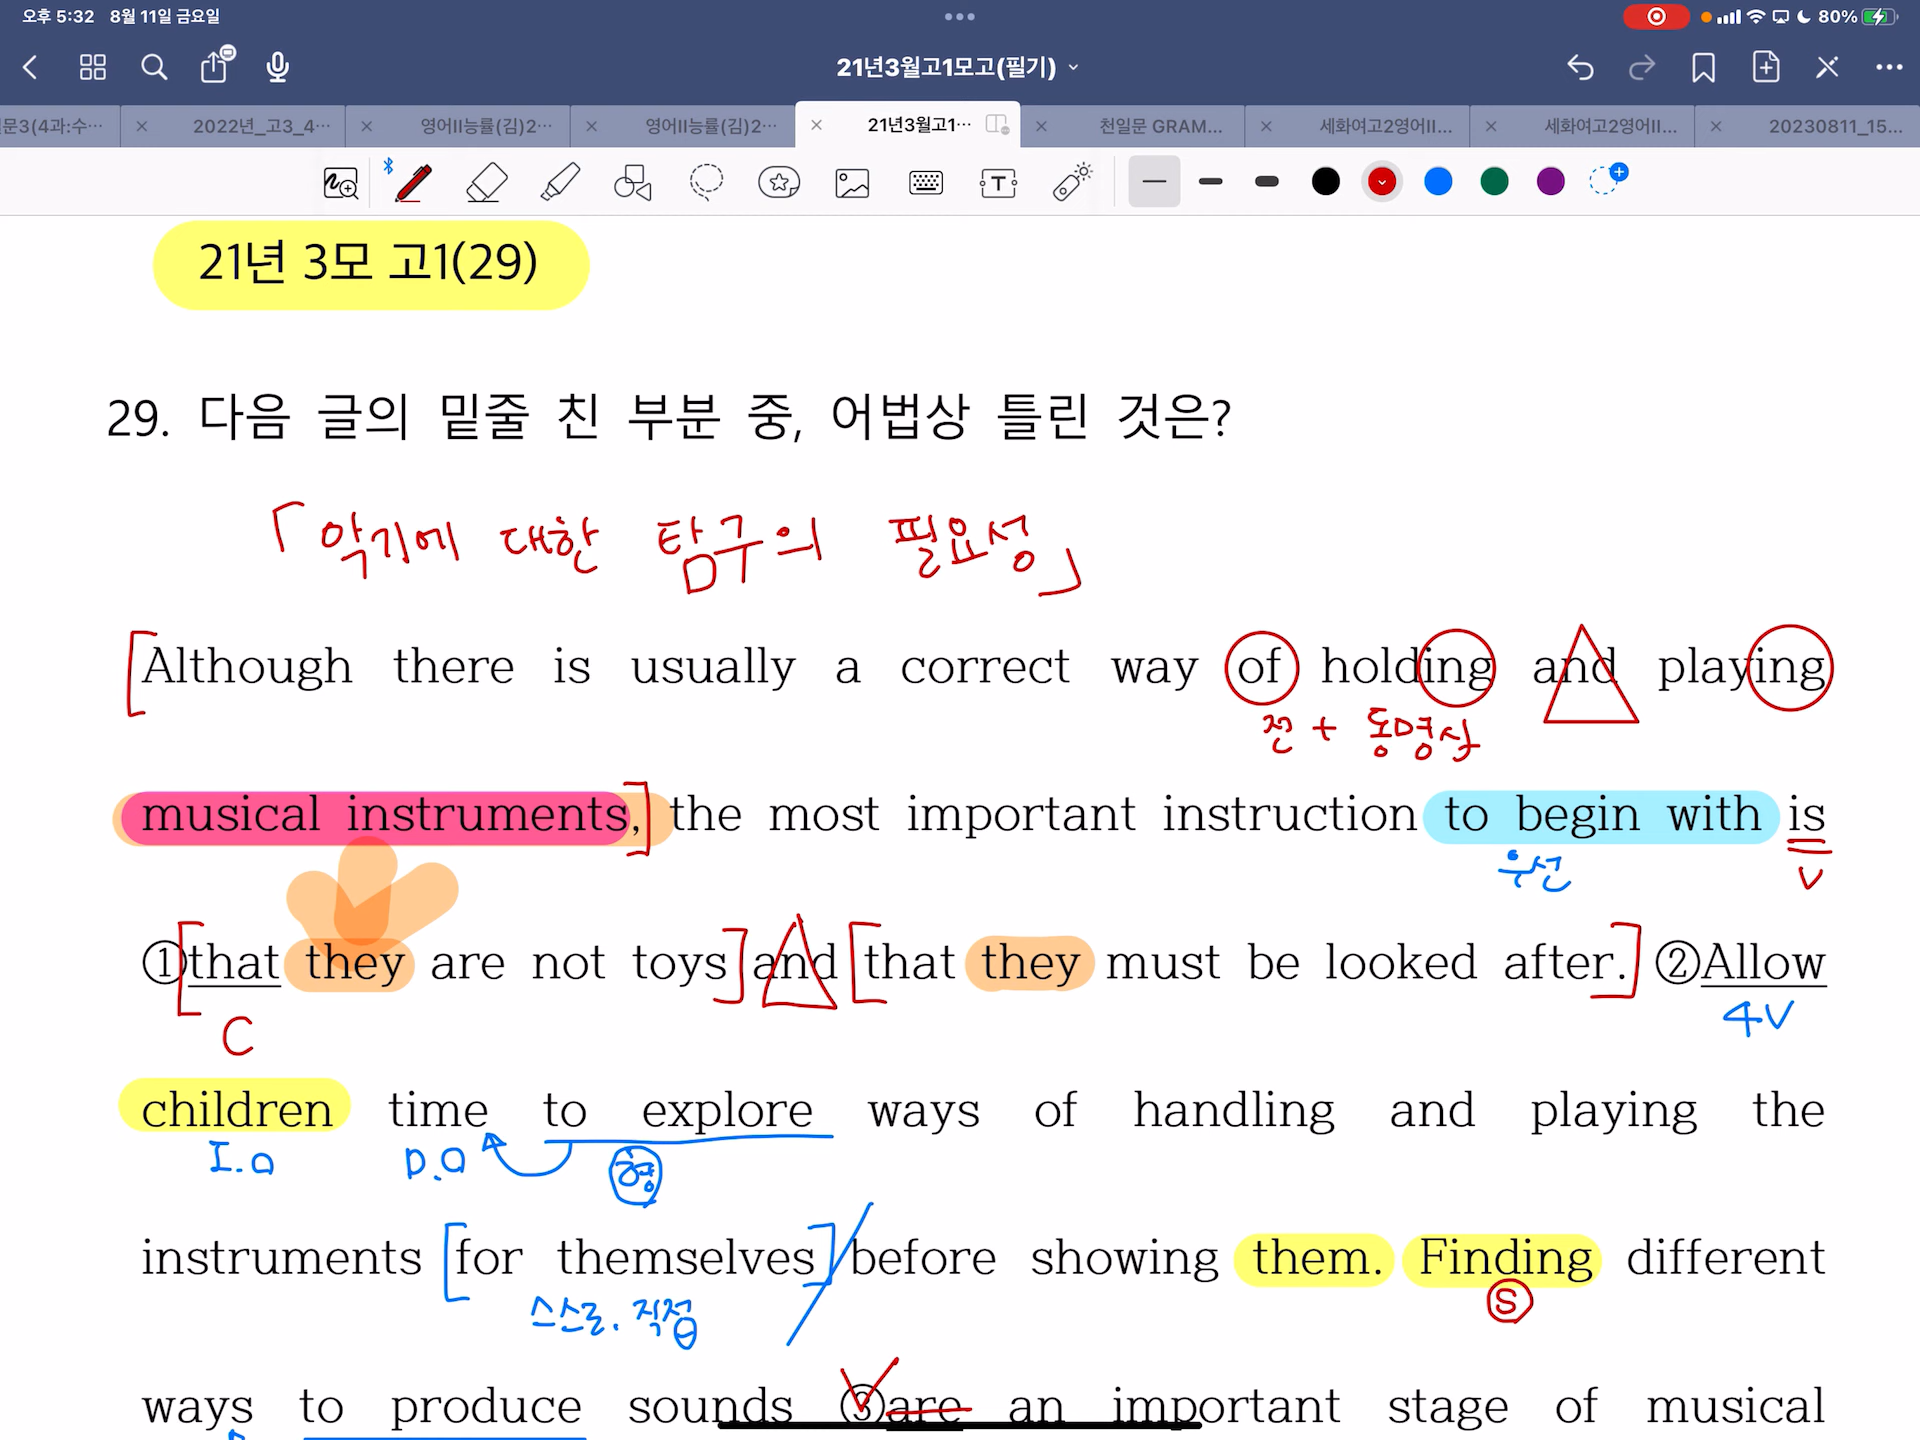 오후 5:32 8월 11일 금요일
80%
21년3월고1모고(필기)
문3(4과:수··· 2022년_고3_4··· 영어II능률(김)2··· 영어II능률(김)2··· 21년3월고1··· 천일문 GRAM... 세화여고2영어II... 세화여고2영어II... 20230811_15...
21년 3모 고1(29)
29. 다음 글의 밑줄 친 부분 중, 어법상 틀린 것은?
「악기에 대한 탐구의 필요성」
[Although there is usually a correct way of holding and playing
전 + 동명사
musical instruments,] the most important instruction to begin with is
우선 V
①[that they are not toys] and [that they must be looked after.] ②Allow
C 4V
children time to explore ways of handling and playing the
I.O D.O 형
instruments [for themselves] before showing them. Finding different
스스로, 직접 S
ways to produce sounds ③are an important stage of musical